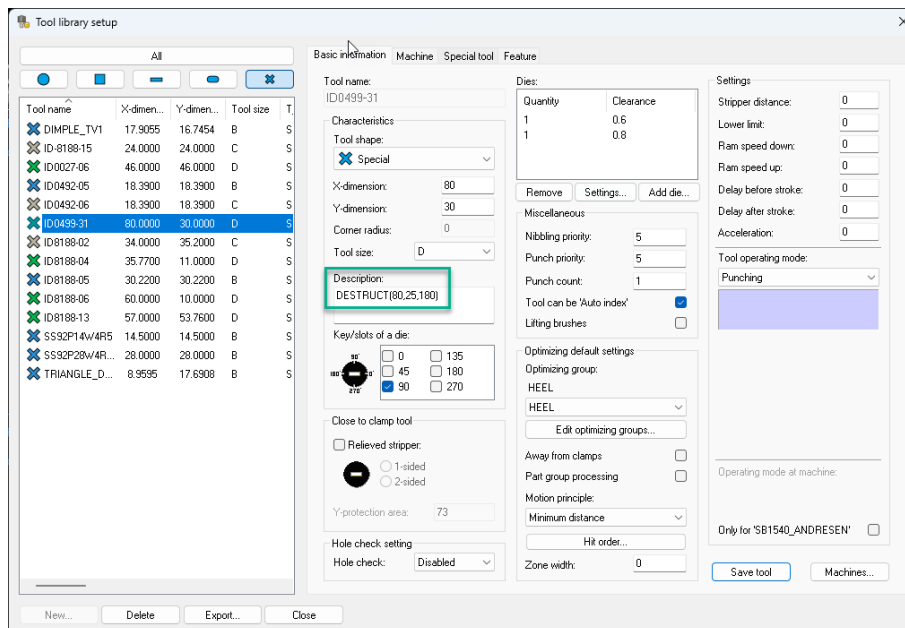 Tool library setup
All
Tool name X-dimen... Y-dimen... Tool size T
DIMPLE_TV1 17.9055 16.7454 B S
ID-8188-15 24.0000 24.0000 C S
ID0027-06 46.0000 46.0000 D S
ID0492-05 18.3900 18.3900 B S
ID0492-06 18.3900 18.3900 C S
ID0499-31 80.0000 30.0000 D S
ID8188-02 34.0000 35.2000 C S
ID8188-04 35.7700 11.0000 D S
ID8188-05 30.2200 30.2200 B S
ID8188-06 60.0000 10.0000 D S
ID8188-13 57.0000 53.7600 D S
SS92P14W4R5 14.5000 14.5000 B S
SS92P28W4R... 28.0000 28.0000 B S
TRIANGLE_D... 8.9595 17.6908 B S
New... Delete Export... Close
Basic information Machine Special tool Feature
Tool name:
ID0499-31
Characteristics
Tool shape:
Special
X-dimension: 80
Y-dimension: 30
Corner radius: 0
Tool size: D
Description:
DESTRUCT(80,25,180)
Key/slots of a die:
90°
180° 0°
270°
0 135
45 180
90 270
Close to clamp tool
Relieved stripper:
1-sided
2-sided
Y-protection area: 73
Hole check setting
Hole check: Disabled
Dies:
Quantity Clearance
1 0.6
1 0.8
Remove Settings... Add die...
Miscellaneous
Nibbling priority: 5
Punch priority: 5
Punch count: 1
Tool can be 'Auto index'
Lifting brushes
Optimizing default settings
Optimizing group:
HEEL
HEEL
Edit optimizing groups...
Away from clamps
Part group processing
Motion principle:
Minimum distance
Hit order...
Zone width: 0
Settings
Stripper distance: 0
Lower limit: 0
Ram speed down: 0
Ram speed up: 0
Delay before stroke: 0
Delay after stroke: 0
Acceleration: 0
Tool operating mode:
Punching
Operating mode at machine:
Only for 'SB1540_ANDRESEN'
Save tool Machines...